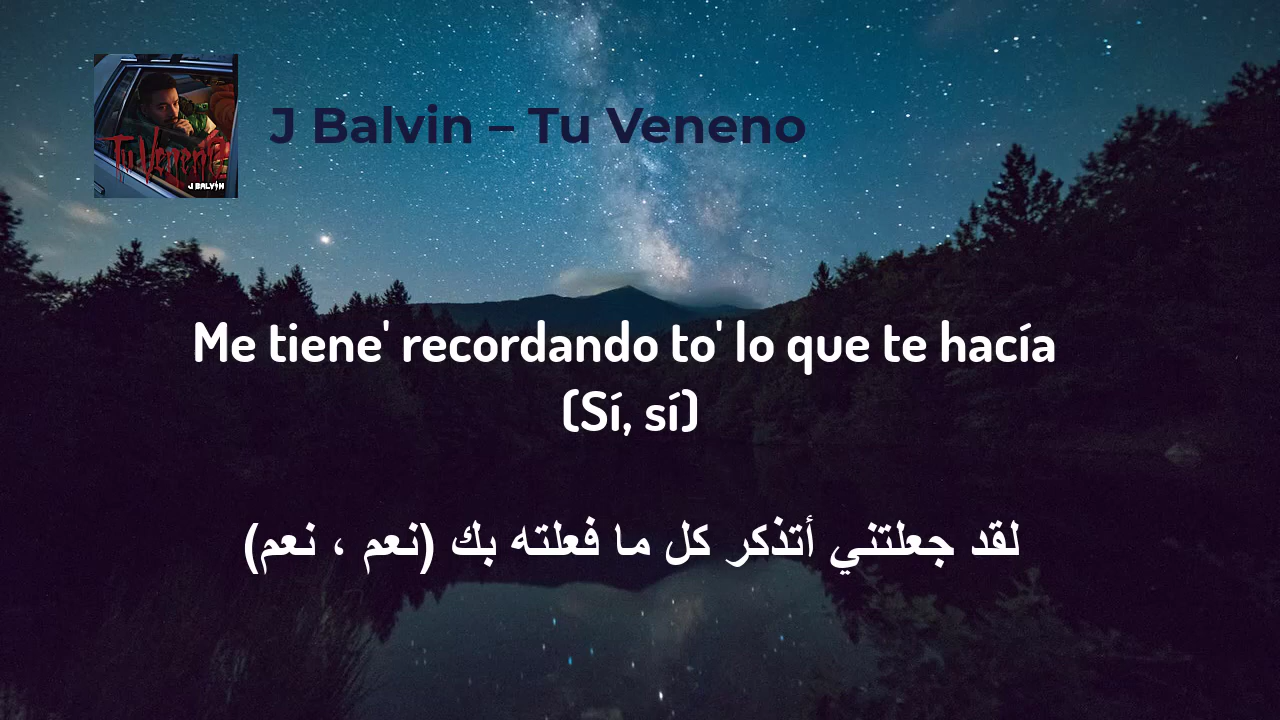 Tu Veneno
J BALVIN
J Balvin – Tu Veneno
Me tiene' recordando to' lo que te hacía
(Sí, sí)
لقد جعلتني أتذكر كل ما فعلته بك (نعم ، نعم)